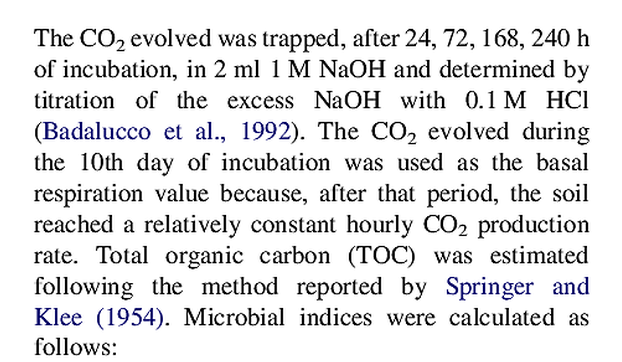 The CO₂ evolved was trapped, after 24, 72, 168, 240 h
of incubation, in 2 ml 1 M NaOH and determined by
titration of the excess NaOH with 0.1 M HCl
(Badalucco et al., 1992). The CO₂ evolved during
the 10th day of incubation was used as the basal
respiration value because, after that period, the soil
reached a relatively constant hourly CO₂ production
rate. Total organic carbon (TOC) was estimated
following the method reported by Springer and
Klee (1954). Microbial indices were calculated as
follows: